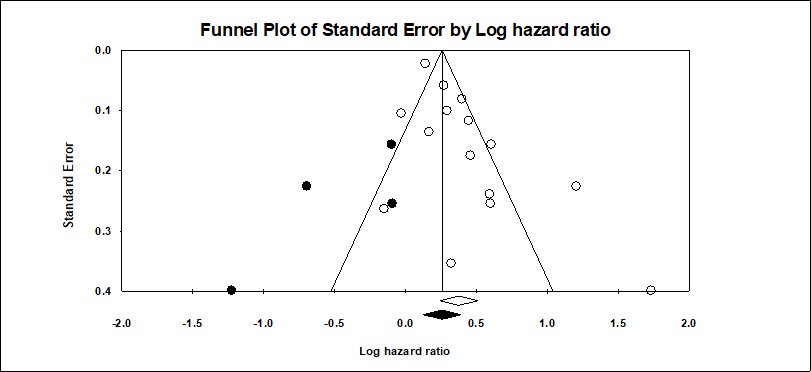 Funnel Plot of Standard Error by Log hazard ratio
0.0
0.1
0.2
0.3
0.4
Standard Error
-2.0 -1.5 -1.0 -0.5 0.0 0.5 1.0 1.5 2.0
Log hazard ratio